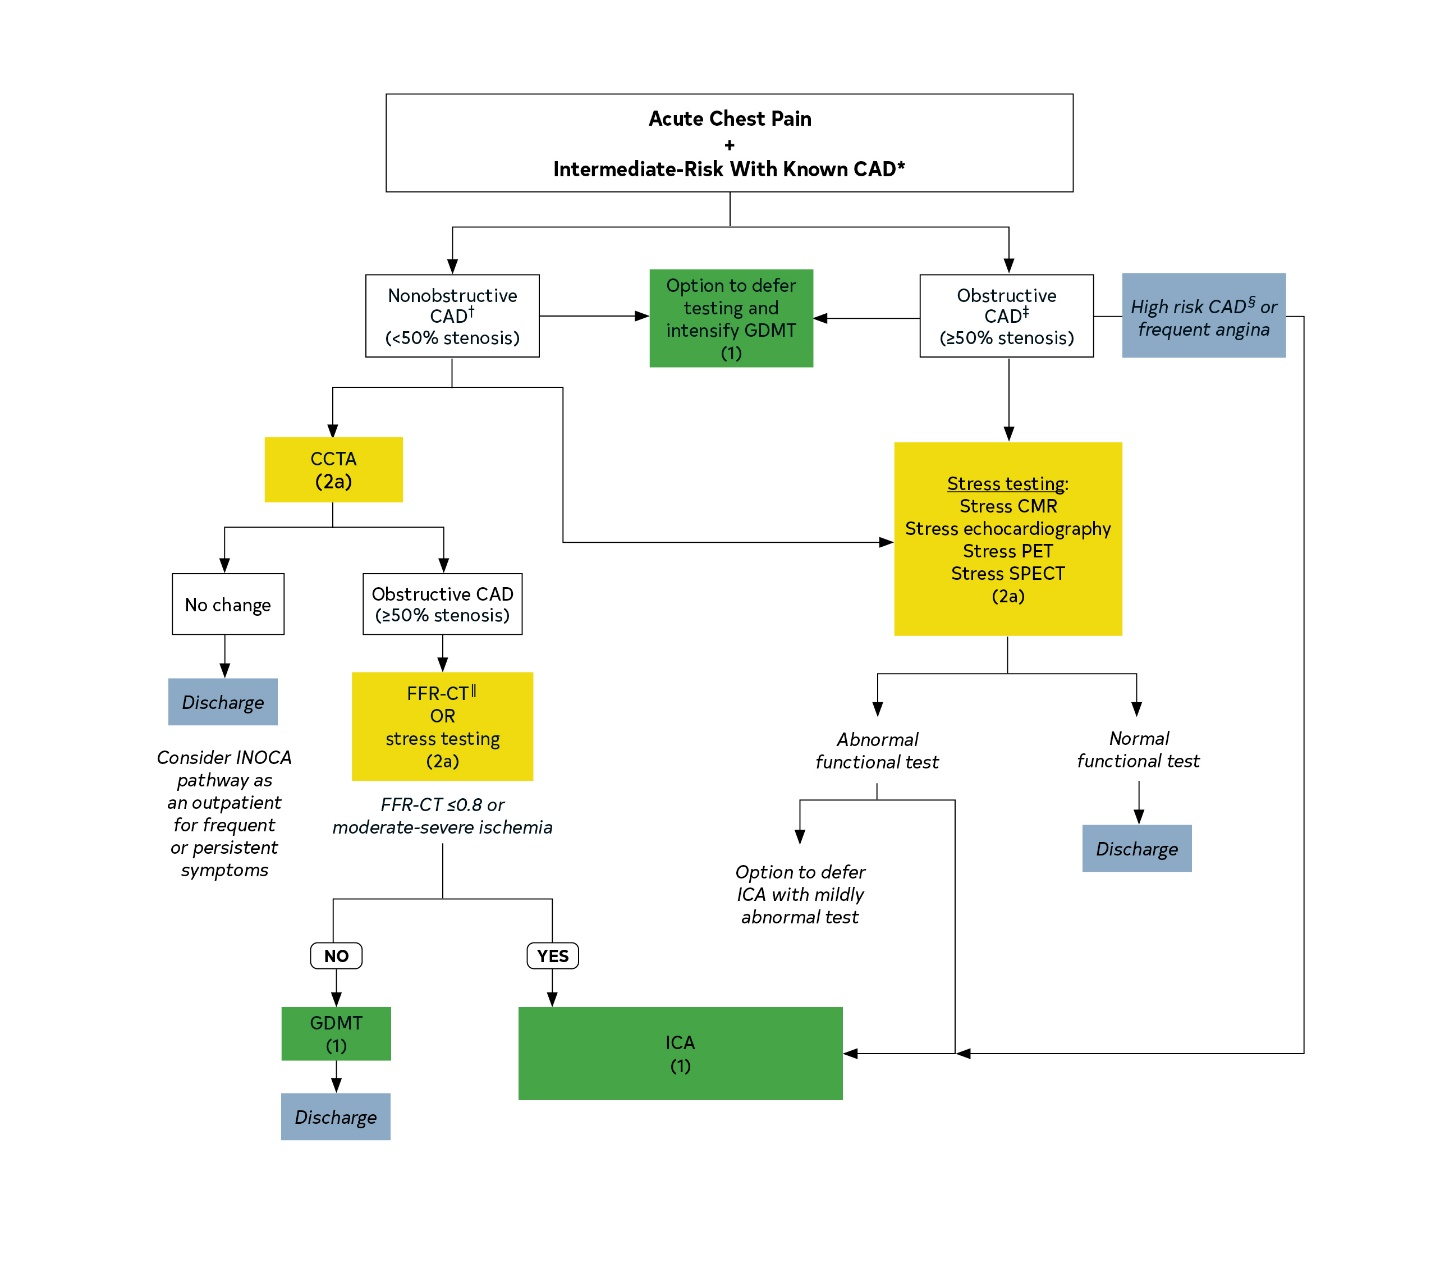 Acute Chest Pain
+
Intermediate-Risk With Known CAD*
Nonobstructive
CAD†
(<50% stenosis)
Option to defer
testing and
intensify GDMT
(1)
Obstructive
CAD‡
(≥50% stenosis)
High risk CAD§ or
frequent angina
CCTA
(2a)
Stress testing:
Stress CMR
Stress echocardiography
Stress PET
Stress SPECT
(2a)
No change
Obstructive CAD
(≥50% stenosis)
Discharge
Consider INOCA
pathway as
an outpatient
for frequent
or persistent
symptoms
FFR-CT‖
OR
stress testing
(2a)
FFR-CT ≤0.8 or
moderate-severe ischemia
Abnormal
functional test
Normal
functional test
Option to defer
ICA with mildly
abnormal test
Discharge
NO
YES
GDMT
(1)
ICA
(1)
Discharge